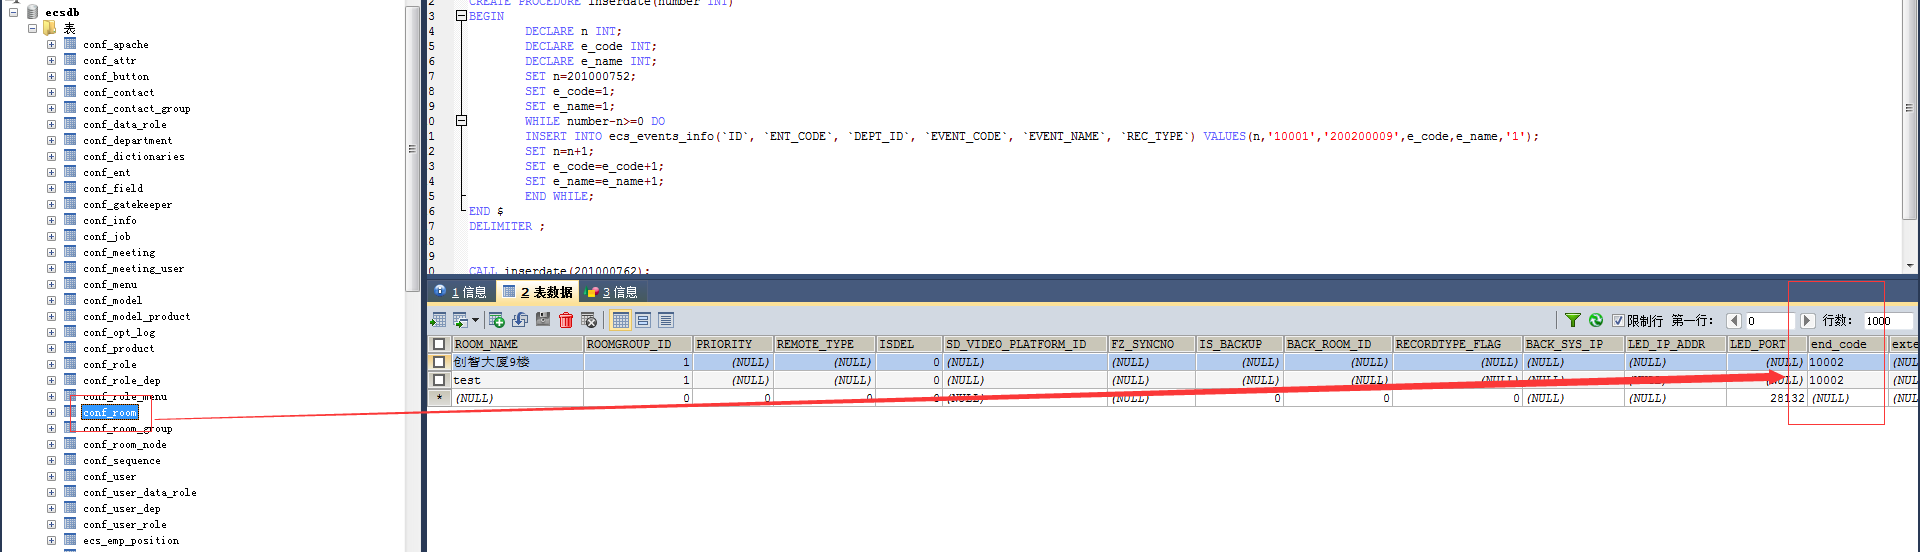 ecsdb
表
conf_apache
conf_attr
conf_button
conf_contact
conf_contact_group
conf_data_role
conf_department
conf_dictionaries
conf_ent
conf_field
conf_gatekeeper
conf_info
conf_job
conf_meeting
conf_meeting_user
conf_menu
conf_model
conf_model_product
conf_opt_log
conf_product
conf_role
conf_role_dep
conf_role_menu
conf_room
conf_room_group
conf_room_node
conf_sequence
conf_user
conf_user_data_role
conf_user_dep
conf_user_role
ecs_emp_position
2 CREATE PROCEDURE inserdate(number INT)
3 BEGIN
4 DECLARE n INT;
5 DECLARE e_code INT;
6 DECLARE e_name INT;
7 SET n=201000752;
8 SET e_code=1;
9 SET e_name=1;
0 WHILE number-n>=0 DO
1 INSERT INTO ecs_events_info(`ID`, `ENT_CODE`, `DEPT_ID`, `EVENT_CODE`, `EVENT_NAME`, `REC_TYPE`) VALUES(n,'10001','200200009',e_code,e_name,'1');
2 SET n=n+1;
3 SET e_code=e_code+1;
4 SET e_name=e_name+1;
5 END WHILE;
6 END $
7 DELIMITER ;
8
9
0 CALL inserdate(201000762);
1 信息 2 表数据 3 信息
限制行 第一行: 0 行数: 1000
ROOM_NAME ROOMGROUP_ID PRIORITY REMOTE_TYPE ISDEL SD_VIDEO_PLATFORM_ID FZ_SYNCNO IS_BACKUP BACK_ROOM_ID RECORDTYPE_FLAG BACK_SYS_IP LED_IP_ADDR LED_PORT end_code exte
创智大厦9楼 1 (NULL) (NULL) 0 (NULL) (NULL) (NULL) (NULL) (NULL) (NULL) (NULL) (NULL) 10002 (NUL
test 1 (NULL) (NULL) 0 (NULL) (NULL) (NULL) (NULL) (NULL) (NULL) (NULL) (NULL) 10002 (NUL
* (NULL) 0 0 0 0 (NULL) (NULL) 0 0 0 (NULL) (NULL) 28132 (NULL) (NUL